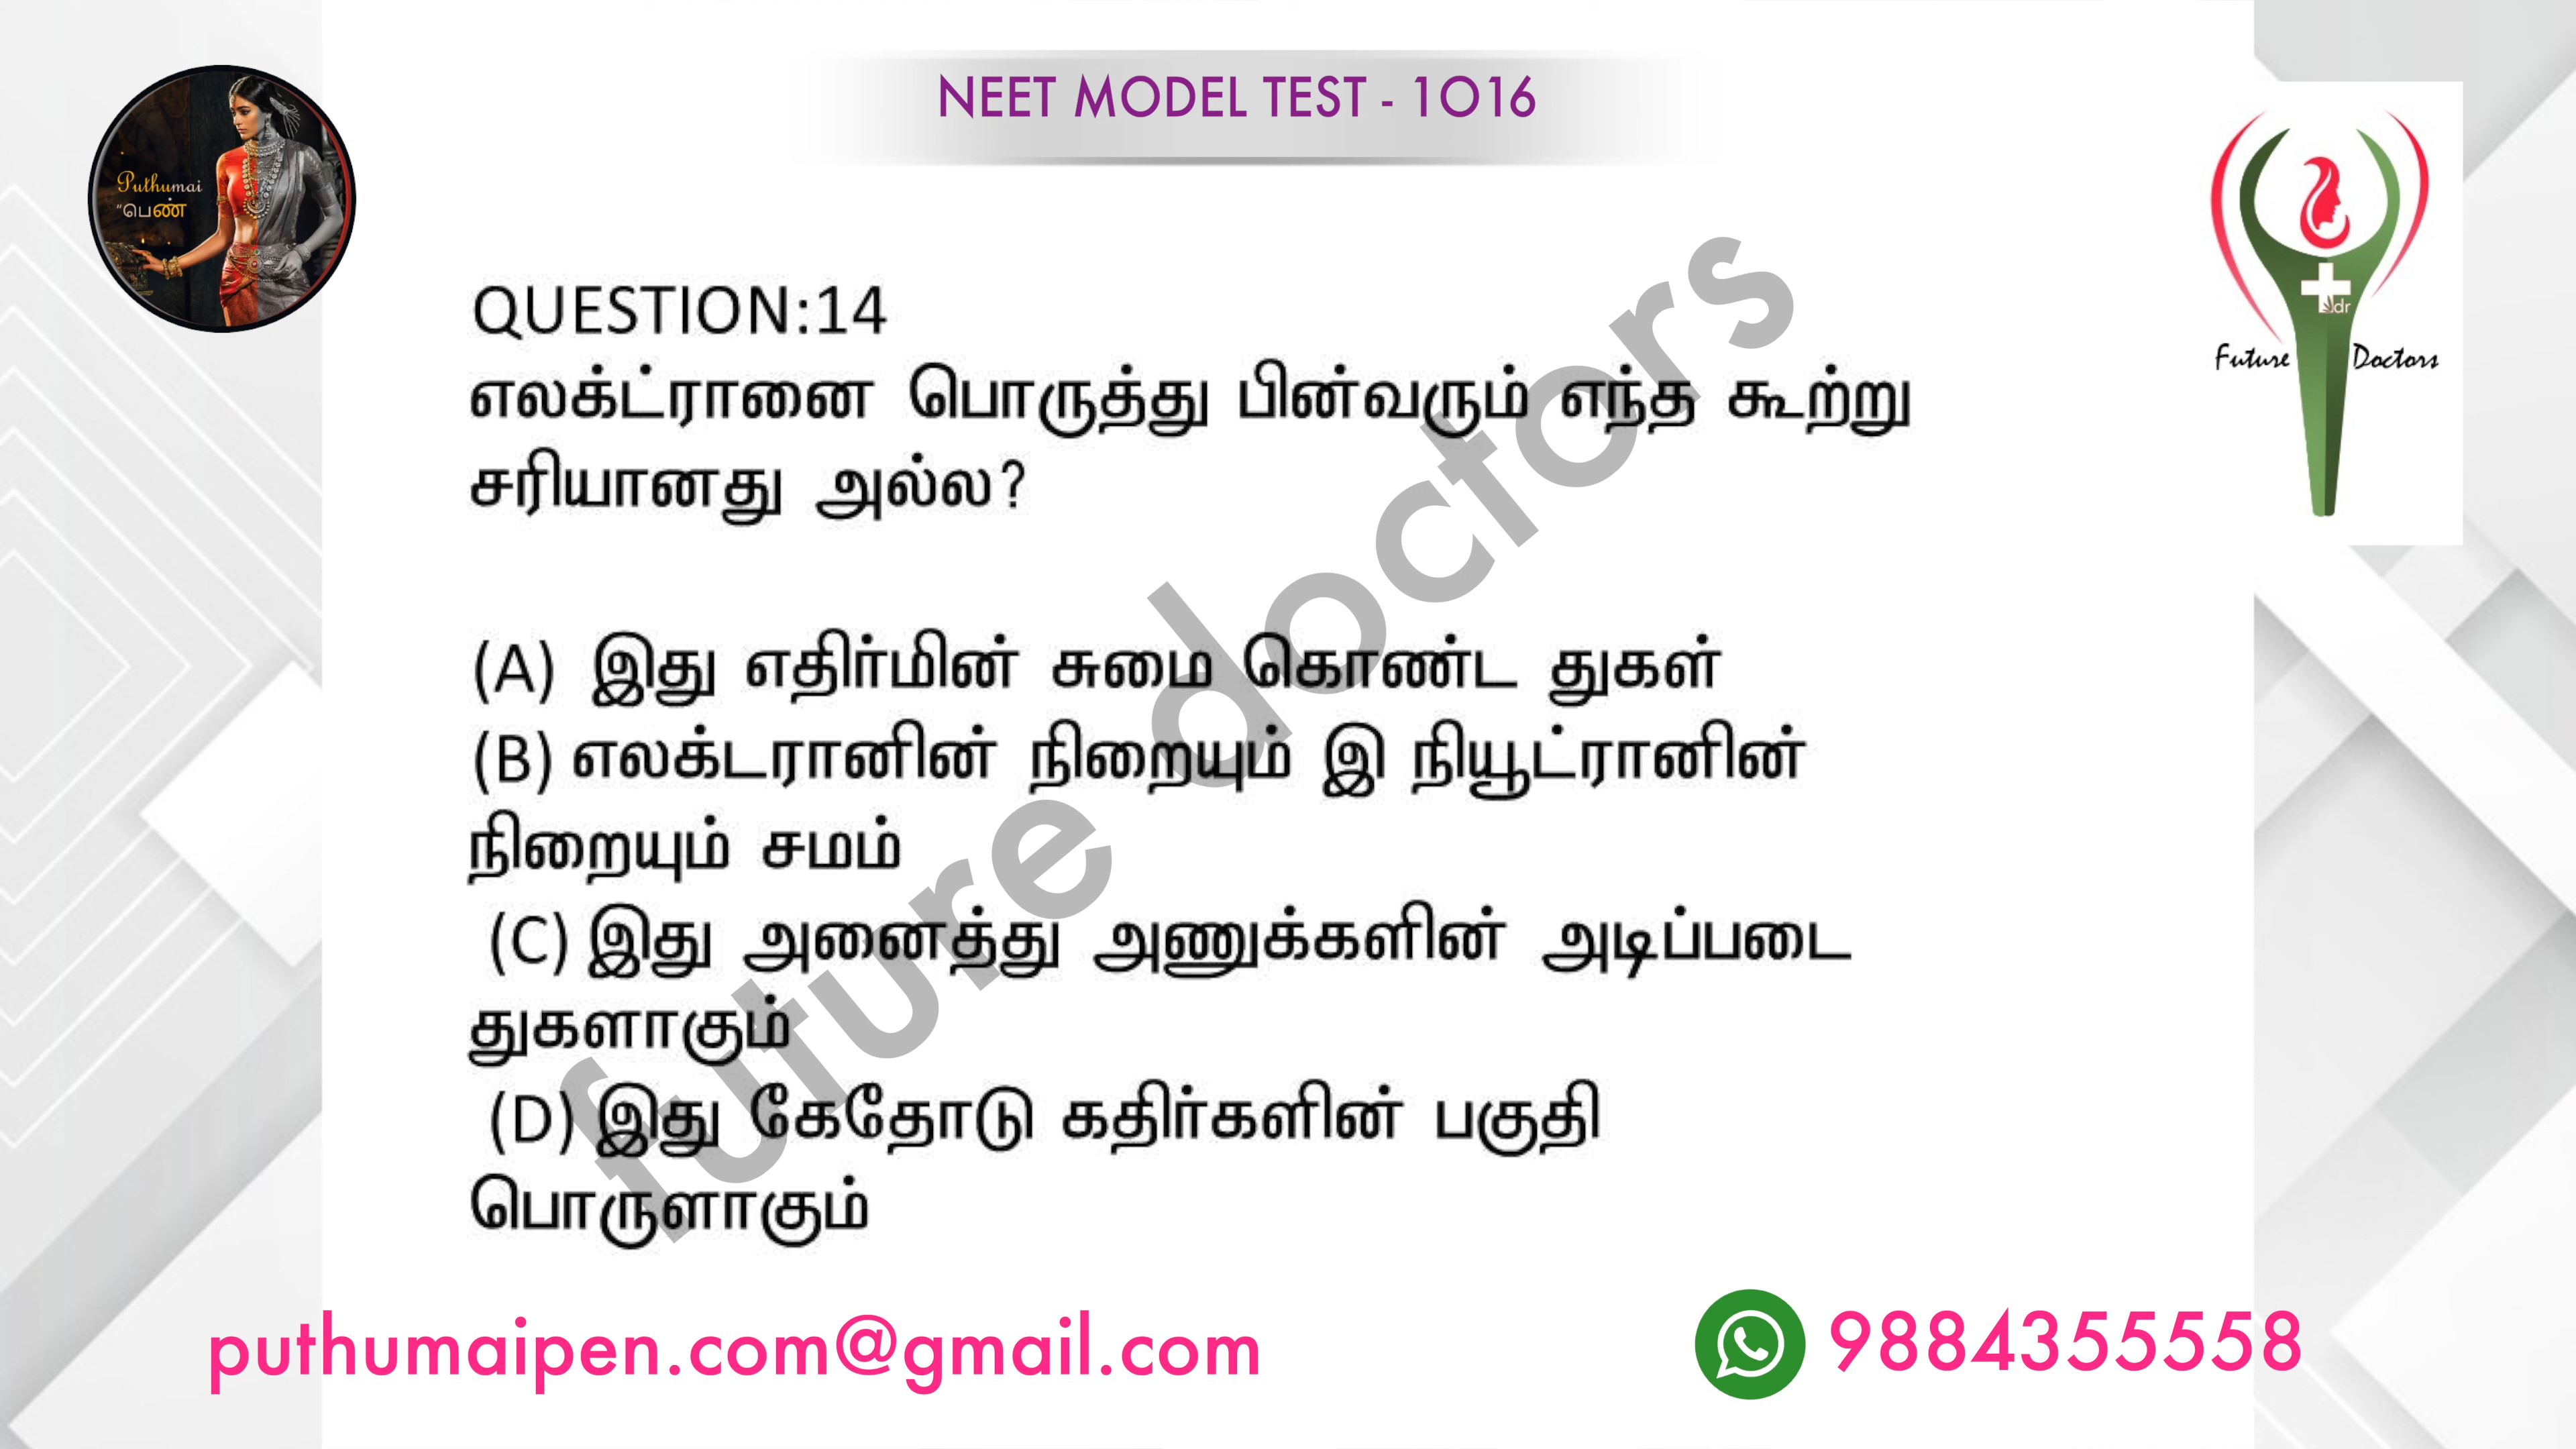 NEET MODEL TEST - 1O16
Puthumai
"பெண்
QUESTION:14
எலக்ட்ரானை பொருத்து பின்வரும் எந்த கூற்று
சரியானது அல்ல?
(A) இது எதிர்மின் சுமை கொண்ட துகள்
(B) எலக்டரானின் நிறையும் இ நியூட்ரானின்
நிறையும் சமம்
(C) இது அனைத்து அணுக்களின் அடிப்படை
துகளாகும்
(D) இது கேதோடு கதிர்களின் பகுதி
பொருளாகும்
future doctors
dr
Future Doctors
puthumaipen.com@gmail.com
9884355558